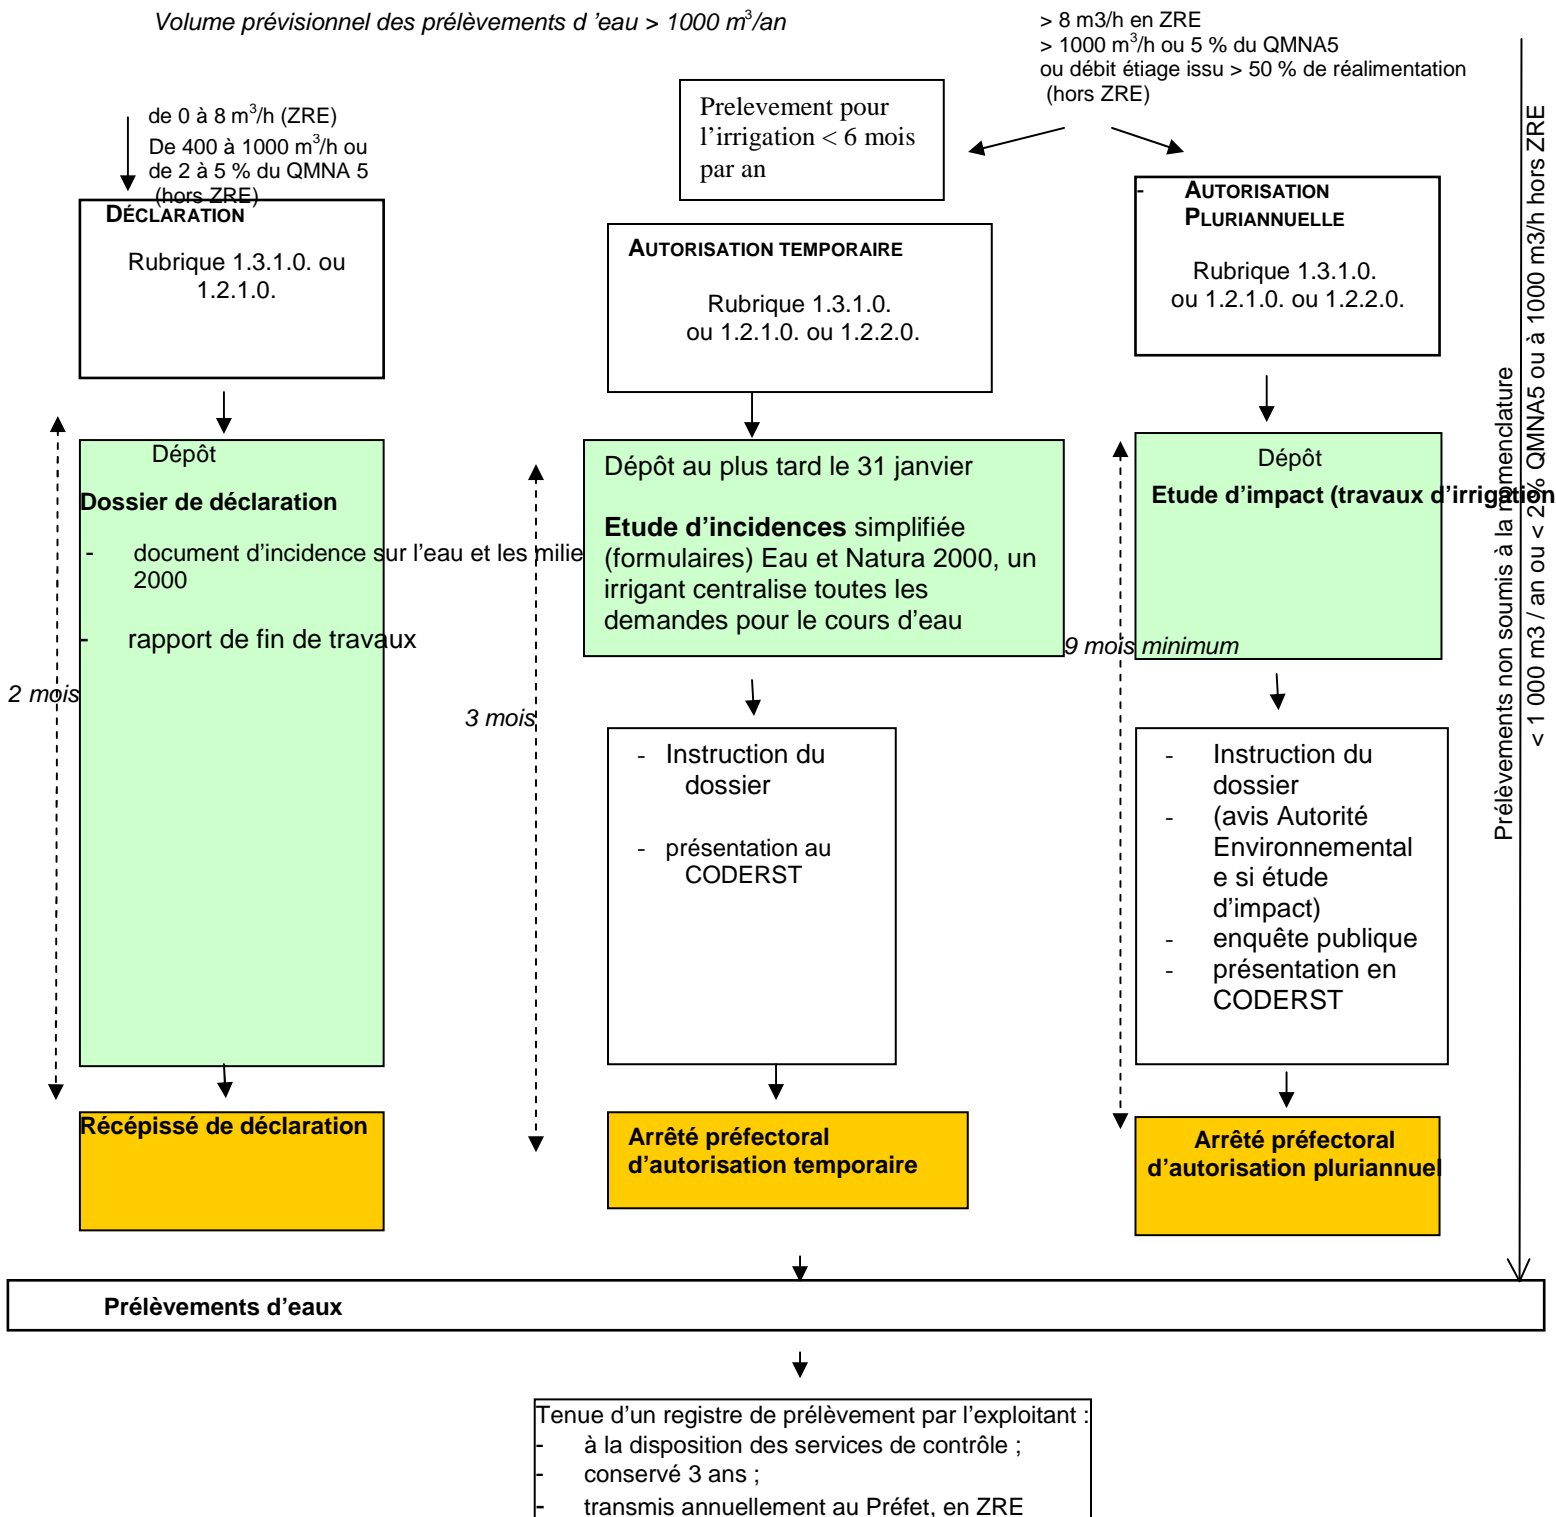 Volume prévisionnel des prélèvements d 'eau > 1000 m³/an
> 8 m3/h en ZRE
> 1000 m³/h ou 5 % du QMNA5
ou débit étiage issu > 50 % de réalimentation
(hors ZRE)
de 0 à 8 m³/h (ZRE)
De 400 à 1000 m³/h ou
de 2 à 5 % du QMNA 5
(hors ZRE)
Prelevement pour
l'irrigation < 6 mois
par an
DÉCLARATION
Rubrique 1.3.1.0. ou
1.2.1.0.
AUTORISATION TEMPORAIRE
Rubrique 1.3.1.0.
ou 1.2.1.0. ou 1.2.2.0.
- AUTORISATION
PLURIANNUELLE
Rubrique 1.3.1.0.
ou 1.2.1.0. ou 1.2.2.0.
Prélèvements non soumis à la nomenclature
< 1 000 m3 / an ou < 2% QMNA5 ou à 1000 m3/h hors ZRE
2 mois
Dépôt
Dossier de déclaration
- document d'incidence sur l'eau et les milie
2000
- rapport de fin de travaux
3 mois
Dépôt au plus tard le 31 janvier
Etude d'incidences simplifiée
(formulaires) Eau et Natura 2000, un
irrigant centralise toutes les
demandes pour le cours d'eau
9 mois minimum
Dépôt
Etude d'impact (travaux d'irrigation
- Instruction du
dossier
- présentation au
CODERST
- Instruction du
dossier
- (avis Autorité
Environnemental
e si étude
d'impact)
- enquête publique
- présentation en
CODERST
Récépissé de déclaration
Arrêté préfectoral
d'autorisation temporaire
Arrêté préfectoral
d'autorisation pluriannuel
Prélèvements d'eaux
Tenue d'un registre de prélèvement par l'exploitant :
- à la disposition des services de contrôle ;
- conservé 3 ans ;
- transmis annuellement au Préfet, en ZRE